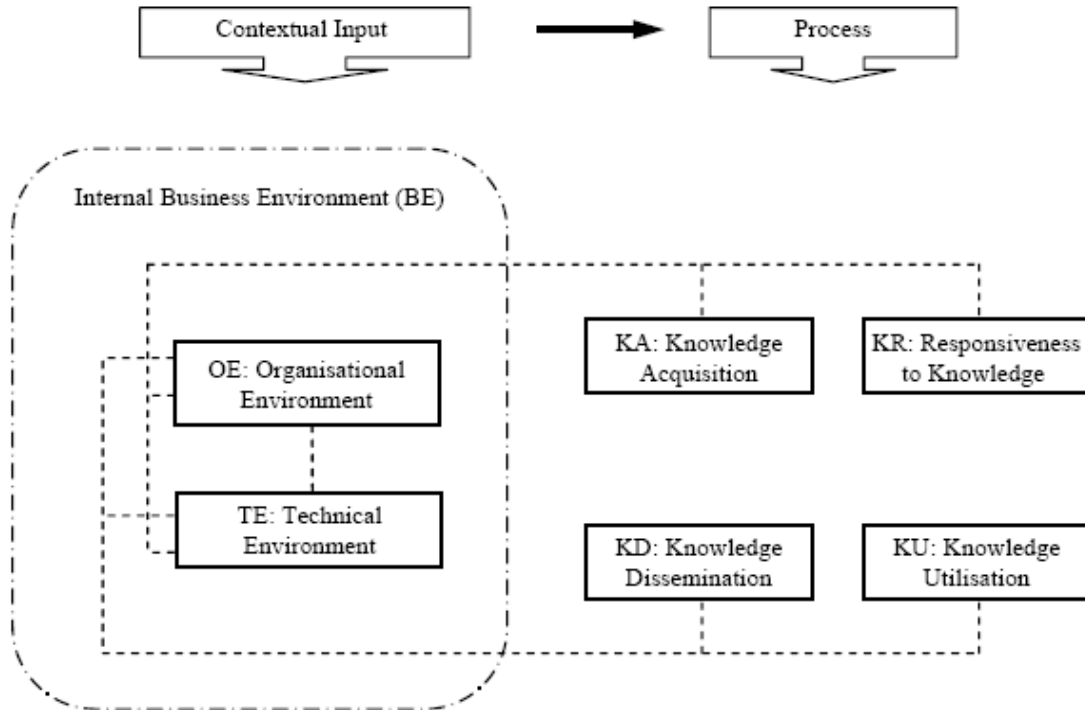 Contextual Input
Process
Internal Business Environment (BE)
OE: Organisational
Environment
TE: Technical
Environment
KA: Knowledge
Acquisition
KR: Responsiveness
to Knowledge
KD: Knowledge
Dissemination
KU: Knowledge
Utilisation